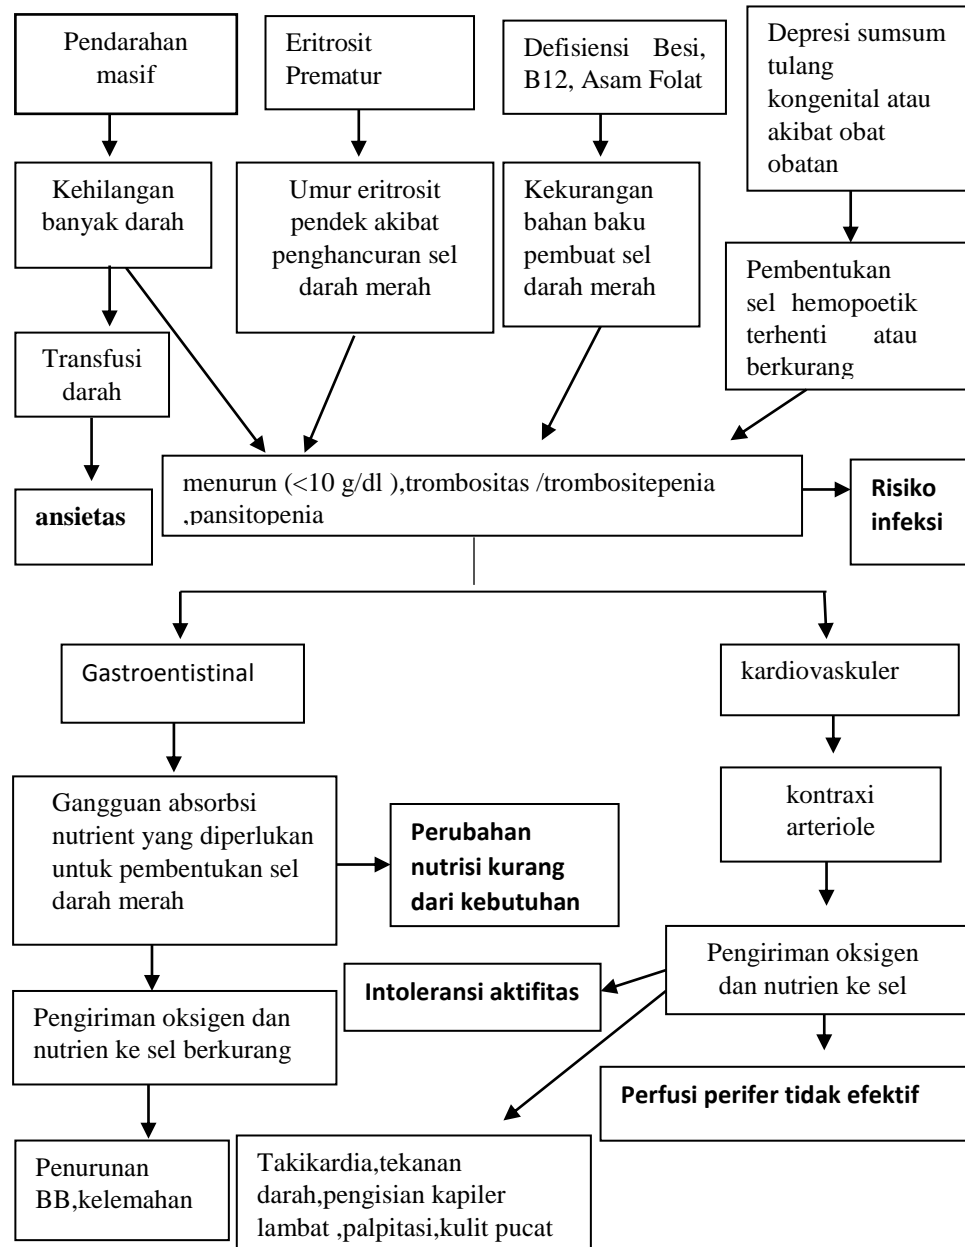 Pendarahan
masif
Eritrosit
Prematur
Defisiensi Besi,
B12, Asam Folat
Depresi sumsum
tulang
kongenital atau
akibat obat
obatan
Kehilangan
banyak darah
Umur eritrosit
pendek akibat
penghancuran sel
darah merah
Kekurangan
bahan baku
pembuat sel
darah merah
Pembentukan
sel hemopoetik
terhenti atau
berkurang
Transfusi
darah
ansietas
menurun (<10 g/dl ),trombositas /trombositepenia
,pansitopenia
Risiko
infeksi
Gastroentistinal
kardiovaskuler
Gangguan absorbsi
nutrient yang diperlukan
untuk pembentukan sel
darah merah
Perubahan
nutrisi kurang
dari kebutuhan
kontraxi
arteriole
Intoleransi aktifitas
Pengiriman oksigen
dan nutrien ke sel
Pengiriman oksigen dan
nutrien ke sel berkurang
Perfusi perifer tidak efektif
Penurunan
BB,kelemahan
Takikardia,tekanan
darah,pengisian kapiler
lambat ,palpitasi,kulit pucat